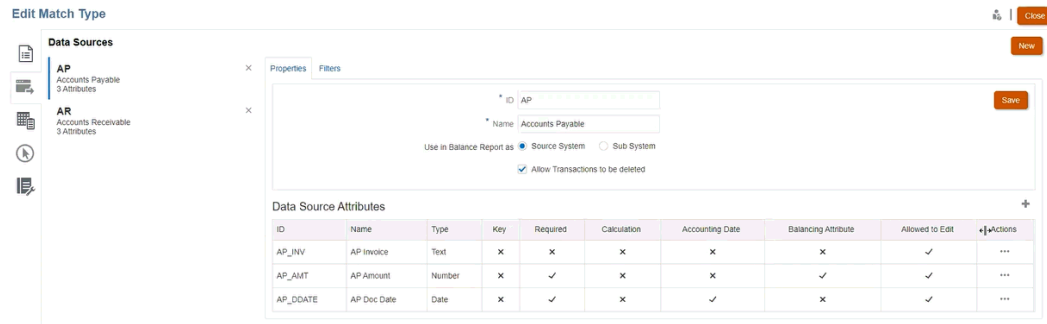 Edit Match Type
Close
Data Sources
New
AP
Accounts Payable
3 Attributes
AR
Accounts Receivable
3 Attributes
Properties Filters
* ID AP
Save
* Name Accounts Payable
Use in Balance Report as Source System Sub System
Allow Transactions to be deleted
Data Source Attributes
ID Name Type Key Required Calculation Accounting Date Balancing Attribute Allowed to Edit Actions
AP_INV AP Invoice Text
AP_AMT AP Amount Number
AP_DDATE AP Doc Date Date